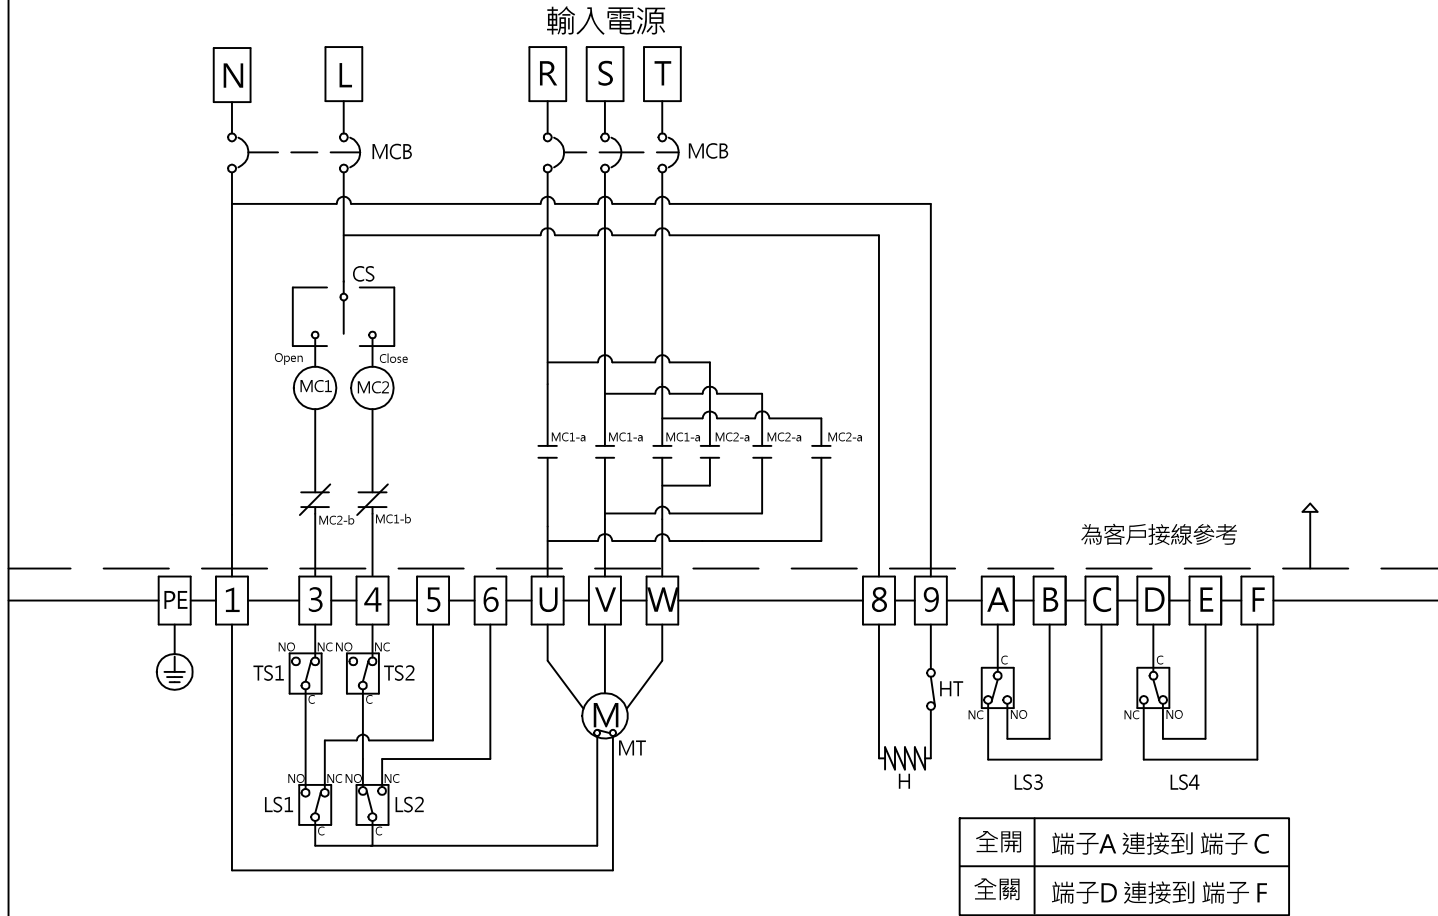 輸入電源
N L R S T
MCB MCB
CS
Open Close
MC1 MC2
MC1-a MC1-a MC1-a MC2-a MC2-a MC2-a
MC2-b MC1-b
為客戶接線參考
PE 1 3 4 5 6 U V W 8 9 A B C D E F
NO NC NO NC
TS1 TS2
C C
C C
HT
M
MT
NC NO NC NO
NO NC NO NC
LS1 LS2
C C
H
LS3 LS4
全開 端子A 連接到 端子 C
全關 端子D 連接到 端子 F